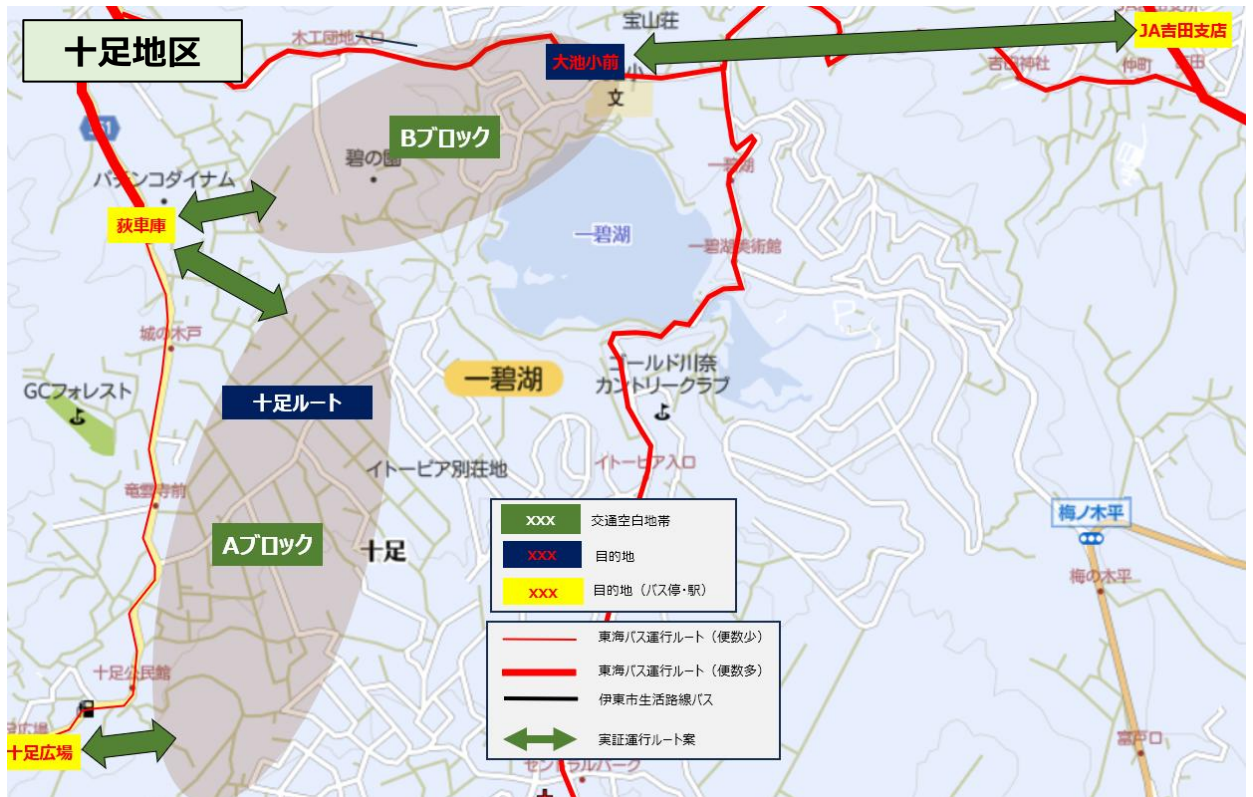 十足地区
木工団地入口
宝山荘
JA吉田支店
大池小前
吉田神社
仲町
文
Bブロック
碧の園
パチンコダイナム
荻車庫
一碧湖
一碧湖
一碧湖美術館
城の木戸
GCフォレスト
十足ルート
一碧湖
ゴールド川奈
カントリークラブ
イトーピア別荘地
イトーピア入口
竜雲寺前
Aブロック
十足
xxx 交通空白地帯
xxx 目的地
xxx 目的地（バス停・駅）
梅ノ木平
梅の木平
東海バス運行ルート（便数少）
東海バス運行ルート（便数多）
伊東市生活路線バス
実証運行ルート案
十足公民館
十足広場
富戸口
セントラルパーク